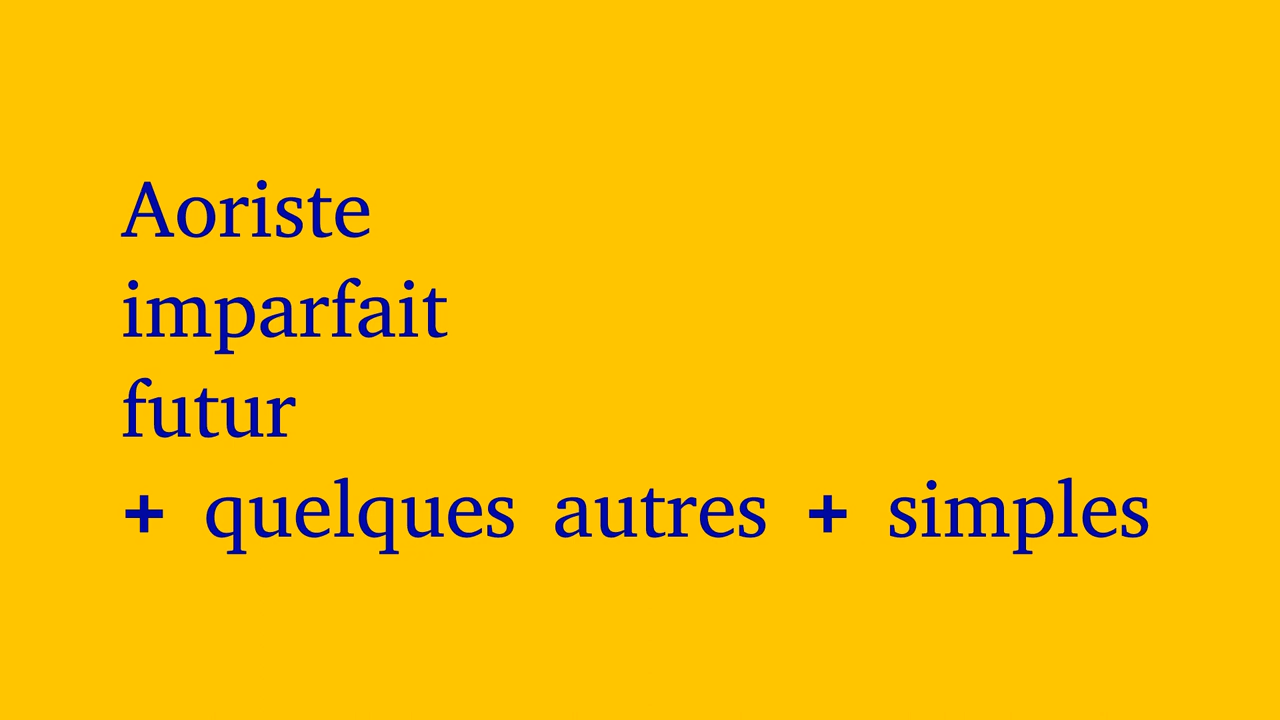 Aoriste
imparfait
futur
+ quelques autres + simples